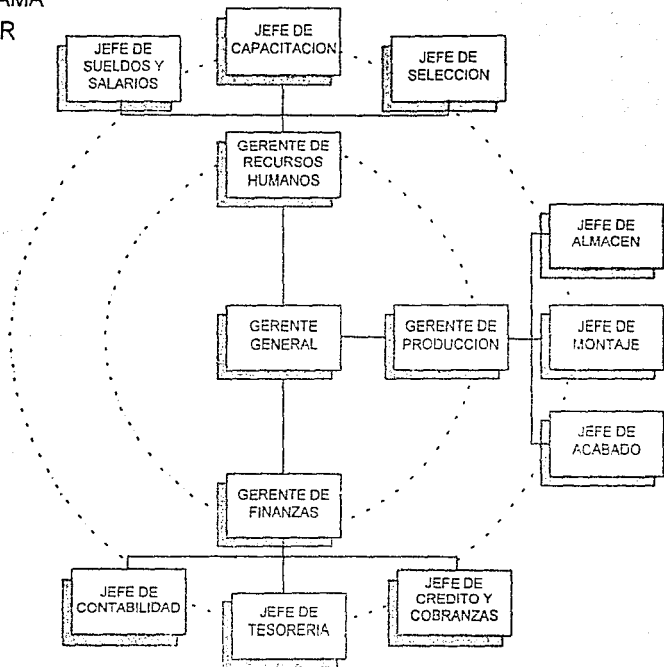 AMA
R
JEFE DE
SUELDOS Y
SALARIOS
JEFE DE
CAPACITACION
JEFE DE
SELECCION
GERENTE DE
RECURSOS
HUMANOS
JEFE DE
ALMACEN
GERENTE
GENERAL
GERENTE DE
PRODUCCION
JEFE DE
MONTAJE
JEFE DE
ACABADO
GERENTE DE
FINANZAS
JEFE DE
CONTABILIDAD
JEFE DE
TESORERIA
JEFE DE
CREDITO Y
COBRANZAS